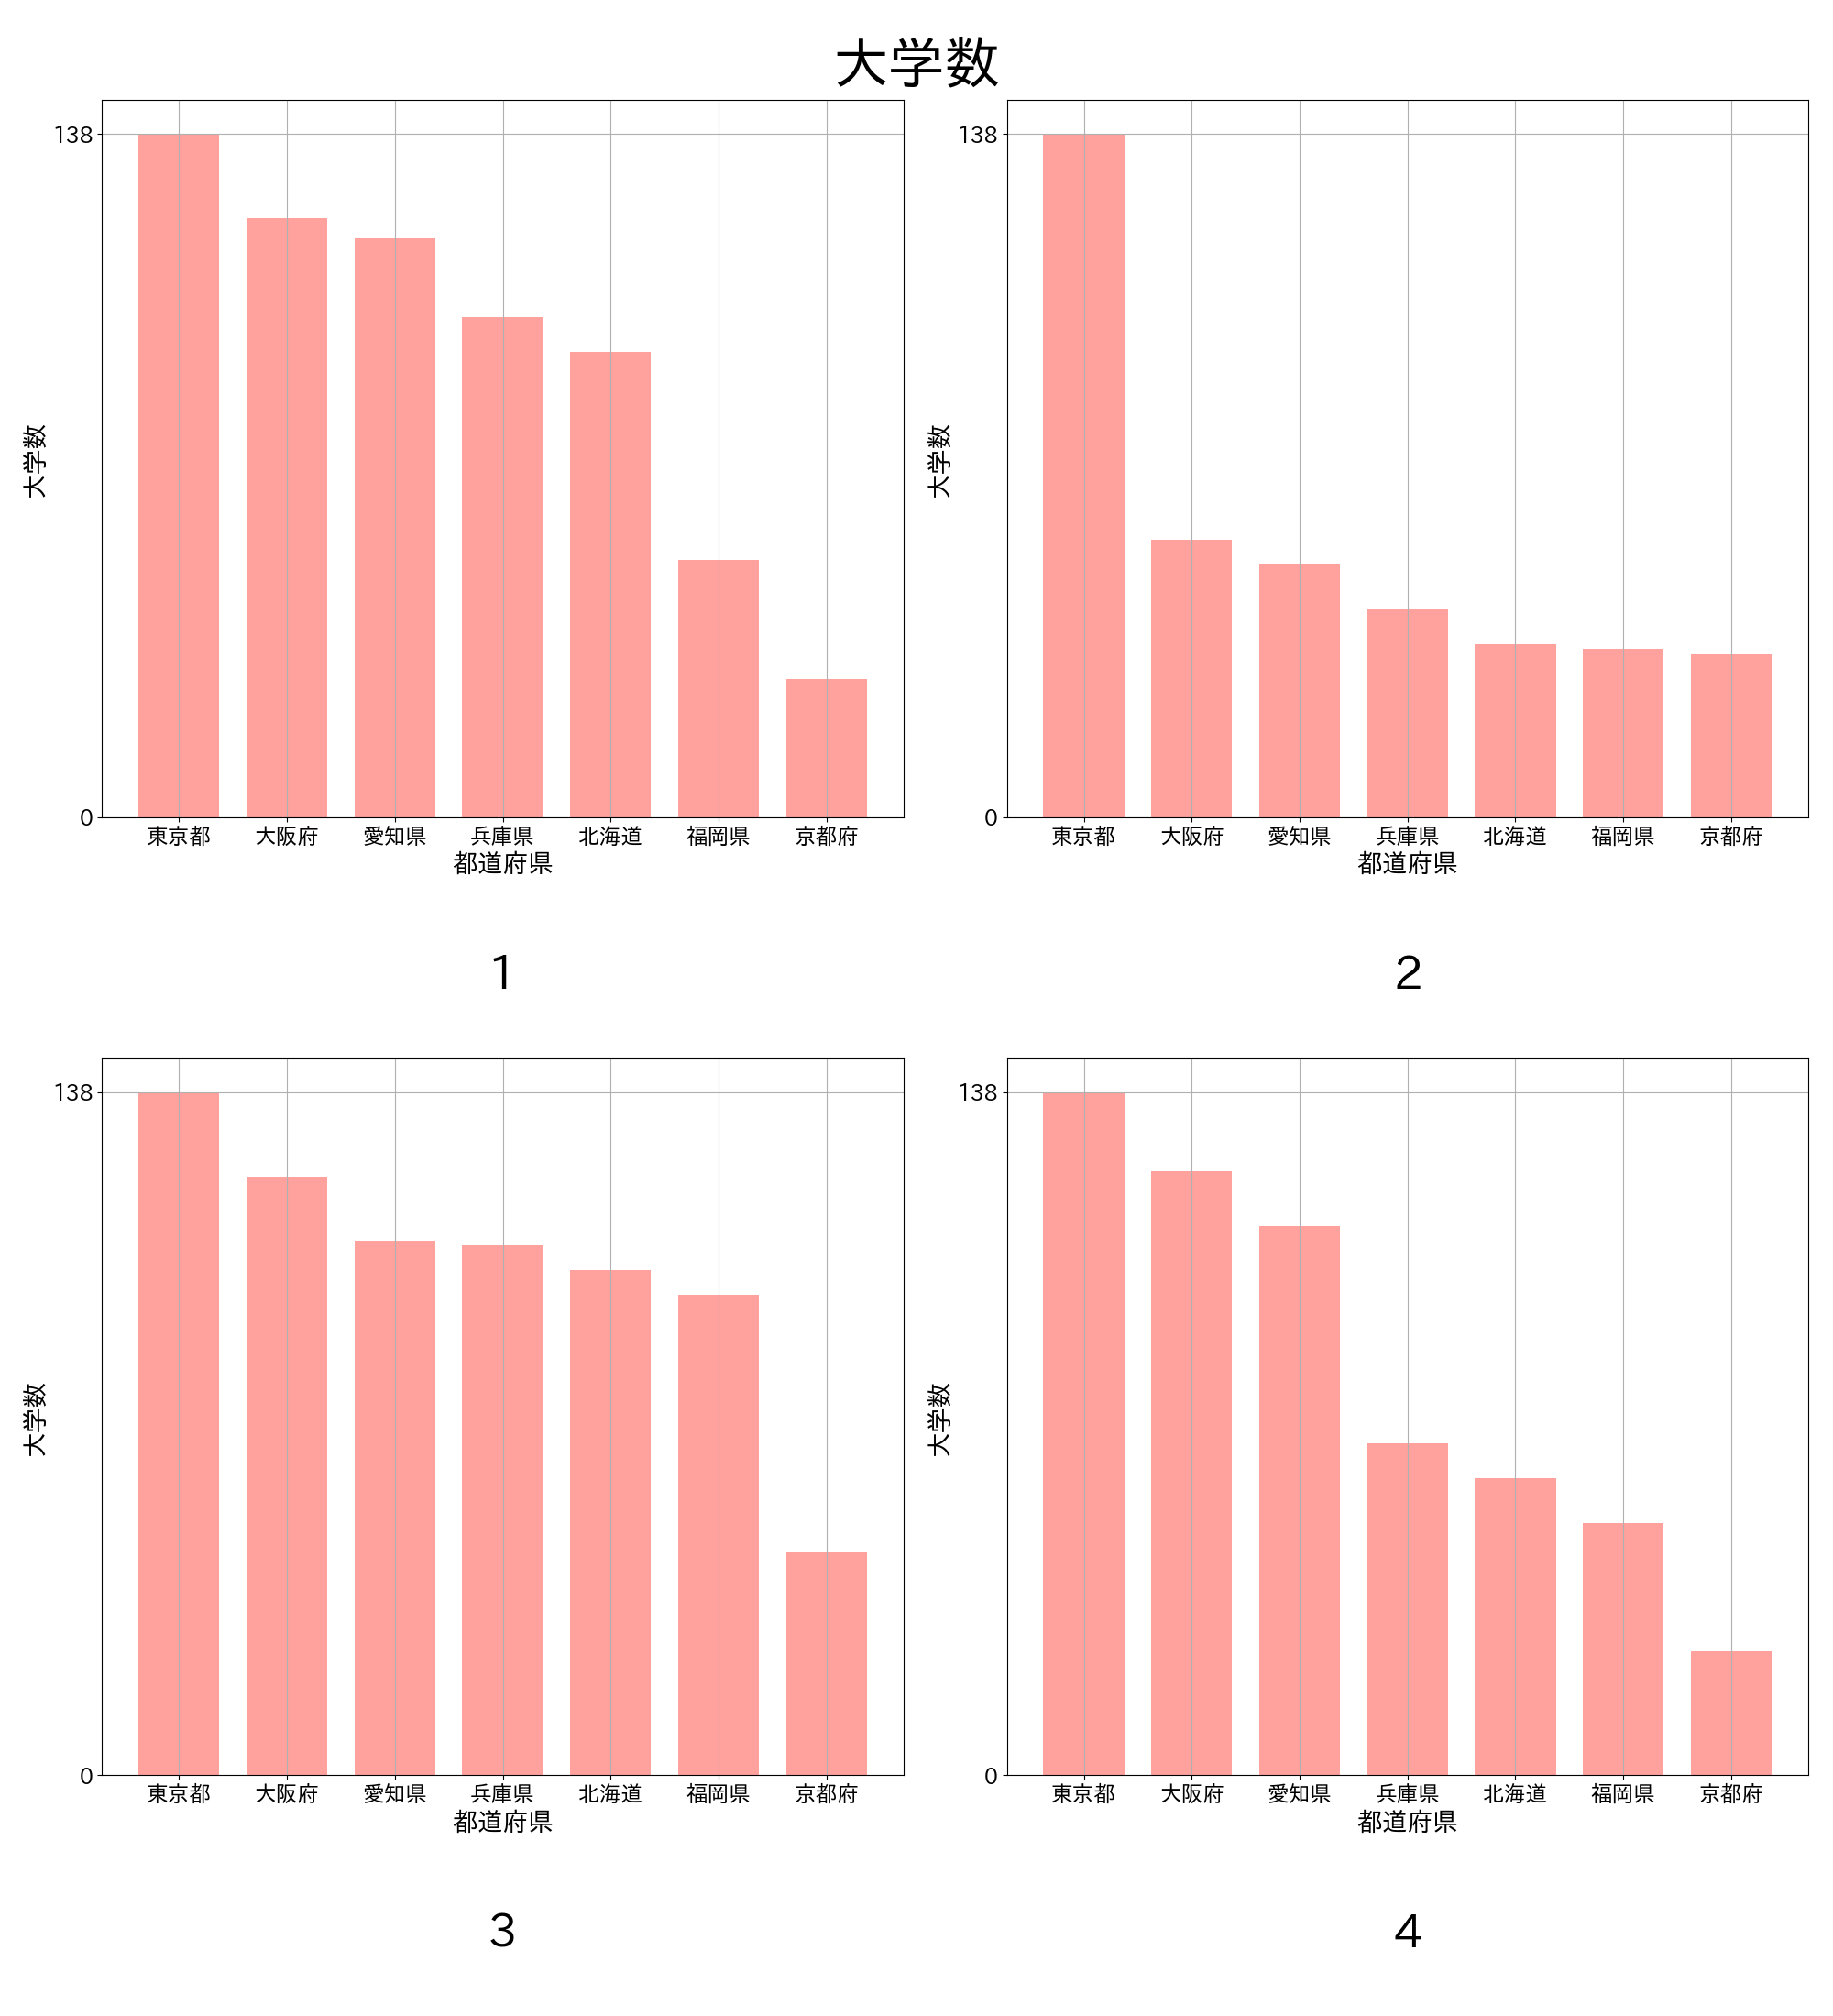 大学数
138
0
大学数
東京都 大阪府 愛知県 兵庫県 北海道 福岡県 京都府
都道府県
1
138
0
大学数
東京都 大阪府 愛知県 兵庫県 北海道 福岡県 京都府
都道府県
2
138
0
大学数
東京都 大阪府 愛知県 兵庫県 北海道 福岡県 京都府
都道府県
3
138
0
大学数
東京都 大阪府 愛知県 兵庫県 北海道 福岡県 京都府
都道府県
4